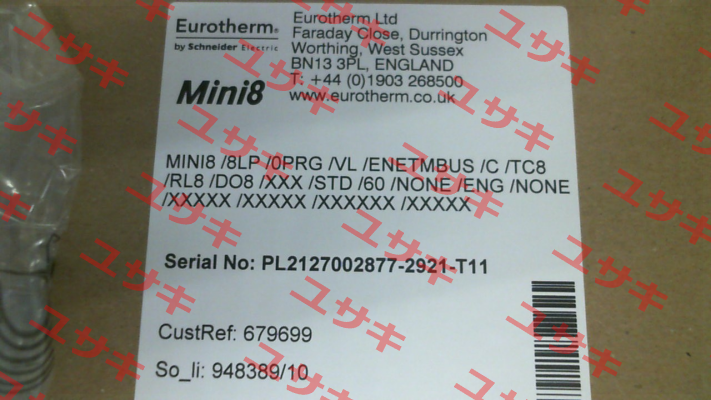 Eurotherm®
by Schneider Electric
Eurotherm Ltd
Faraday Close, Durrington
Worthing, West Sussex
BN13 3PL, ENGLAND
T: +44 (0)1903 268500
www.eurotherm.co.uk
Mini8
MINI8 /8LP /0PRG /VL /ENETMBUS /C /TC8
/RL8 /DO8 /XXX /STD /60 /NONE /ENG /NONE
/XXXXX /XXXXX /XXXXXX /XXXXX
Serial No: PL2127002877-2921-T11
CustRef: 679699
So_li: 948389/10
ユサキ